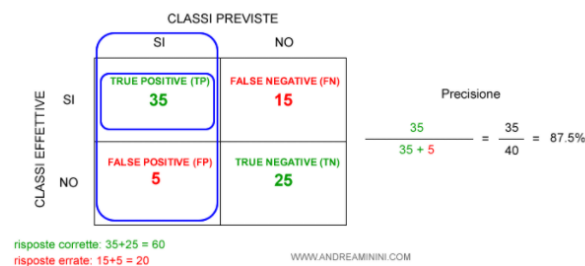 CLASSI PREVISTE
SI NO
CLASSI EFFETTIVE
SI
TRUE POSITIVE (TP) FALSE NEGATIVE (FN)
35 15
NO
FALSE POSITIVE (FP) TRUE NEGATIVE (TN)
5 25
Precisione
35 35
= = 87.5%
35 + 5 40
risposte corrette: 35+25 = 60
risposte errate: 15+5 = 20
WWW.ANDREAMININI.COM